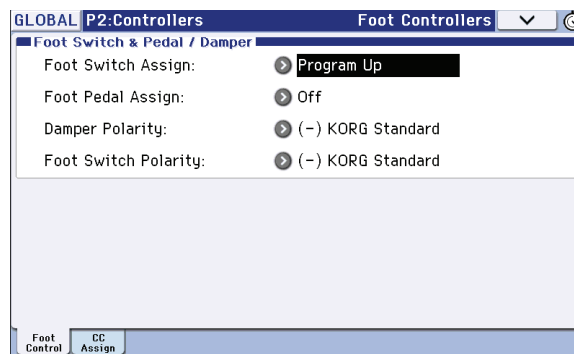 GLOBAL P2:Controllers Foot Controllers
Foot Switch & Pedal / Damper
Foot Switch Assign: Program Up
Foot Pedal Assign: Off
Damper Polarity: (-) KORG Standard
Foot Switch Polarity: (-) KORG Standard
Foot Control CC Assign